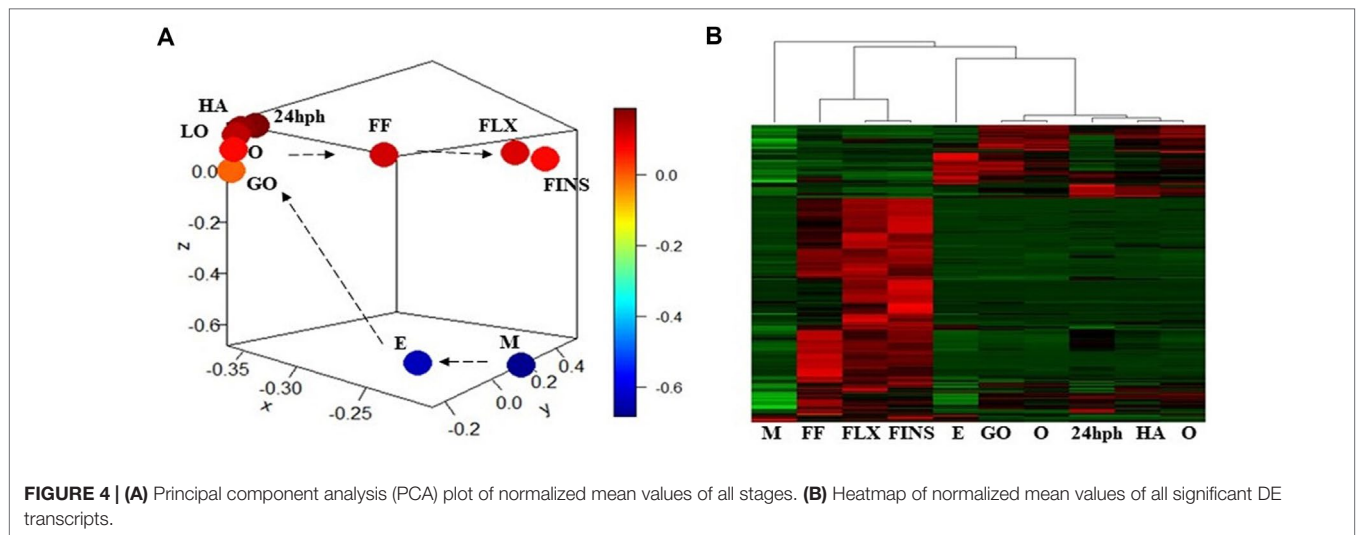 A
HA
24hph
LO
O
GO
FF
FLX
FINS
E
M
0.0
-0.2
-0.4
-0.6
z
-0.35
-0.30
-0.25
x
-0.2
0.0
0.2
0.4
y
0.0
-0.2
-0.4
-0.6
B
M FF FLX FINS E GO O 24hph HA O
FIGURE 4 | (A) Principal component analysis (PCA) plot of normalized mean values of all stages. (B) Heatmap of normalized mean values of all significant DE
transcripts.